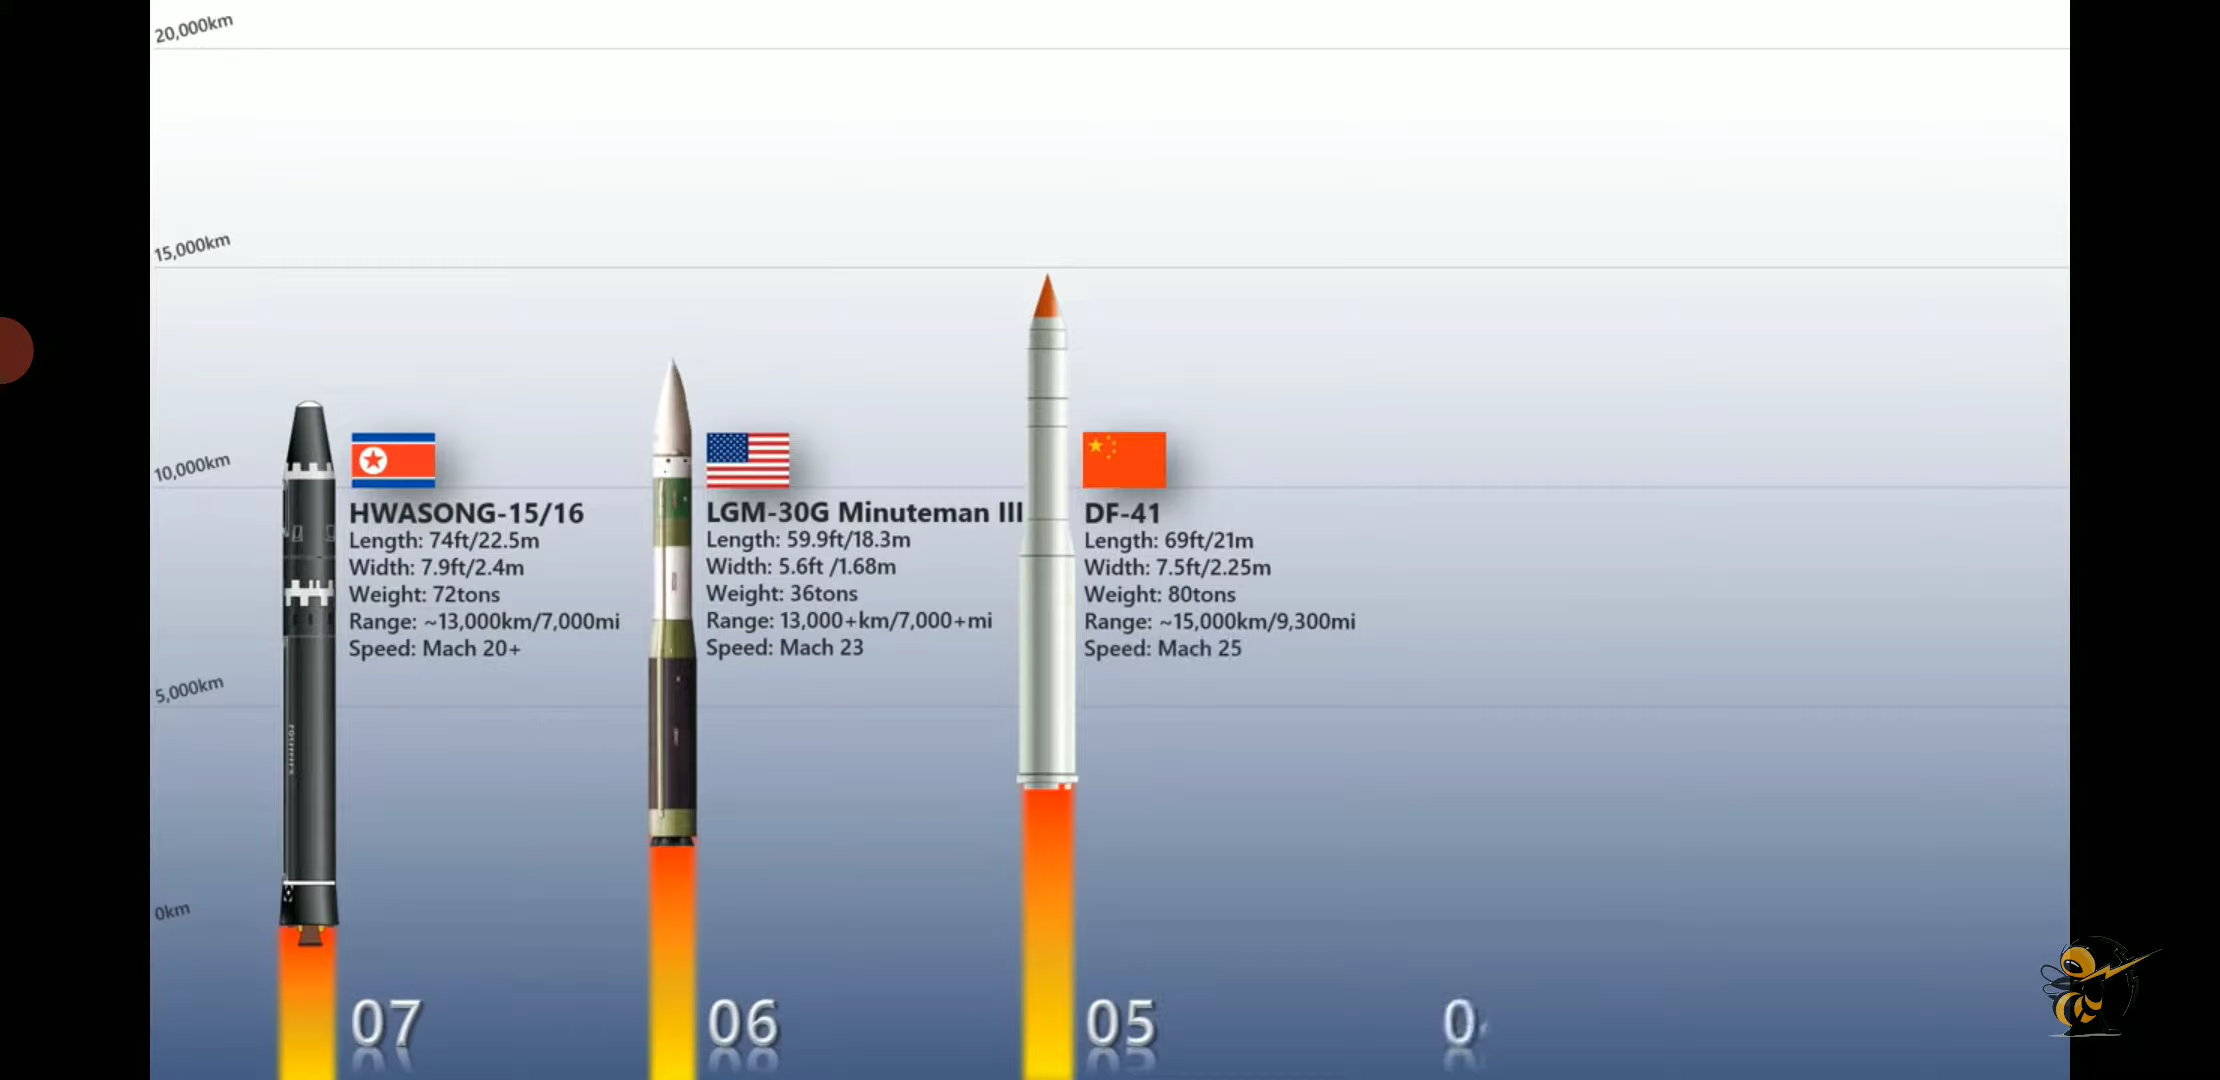 20,000km
15,000km
10,000km
5,000km
0km
HWASONG-15/16
Length: 74ft/22.5m
Width: 7.9ft/2.4m
Weight: 72tons
Range: ~13,000km/7,000mi
Speed: Mach 20+
07
LGM-30G Minuteman III
Length: 59.9ft/18.3m
Width: 5.6ft /1.68m
Weight: 36tons
Range: 13,000+km/7,000+mi
Speed: Mach 23
06
DF-41
Length: 69ft/21m
Width: 7.5ft/2.25m
Weight: 80tons
Range: ~15,000km/9,300mi
Speed: Mach 25
05
0